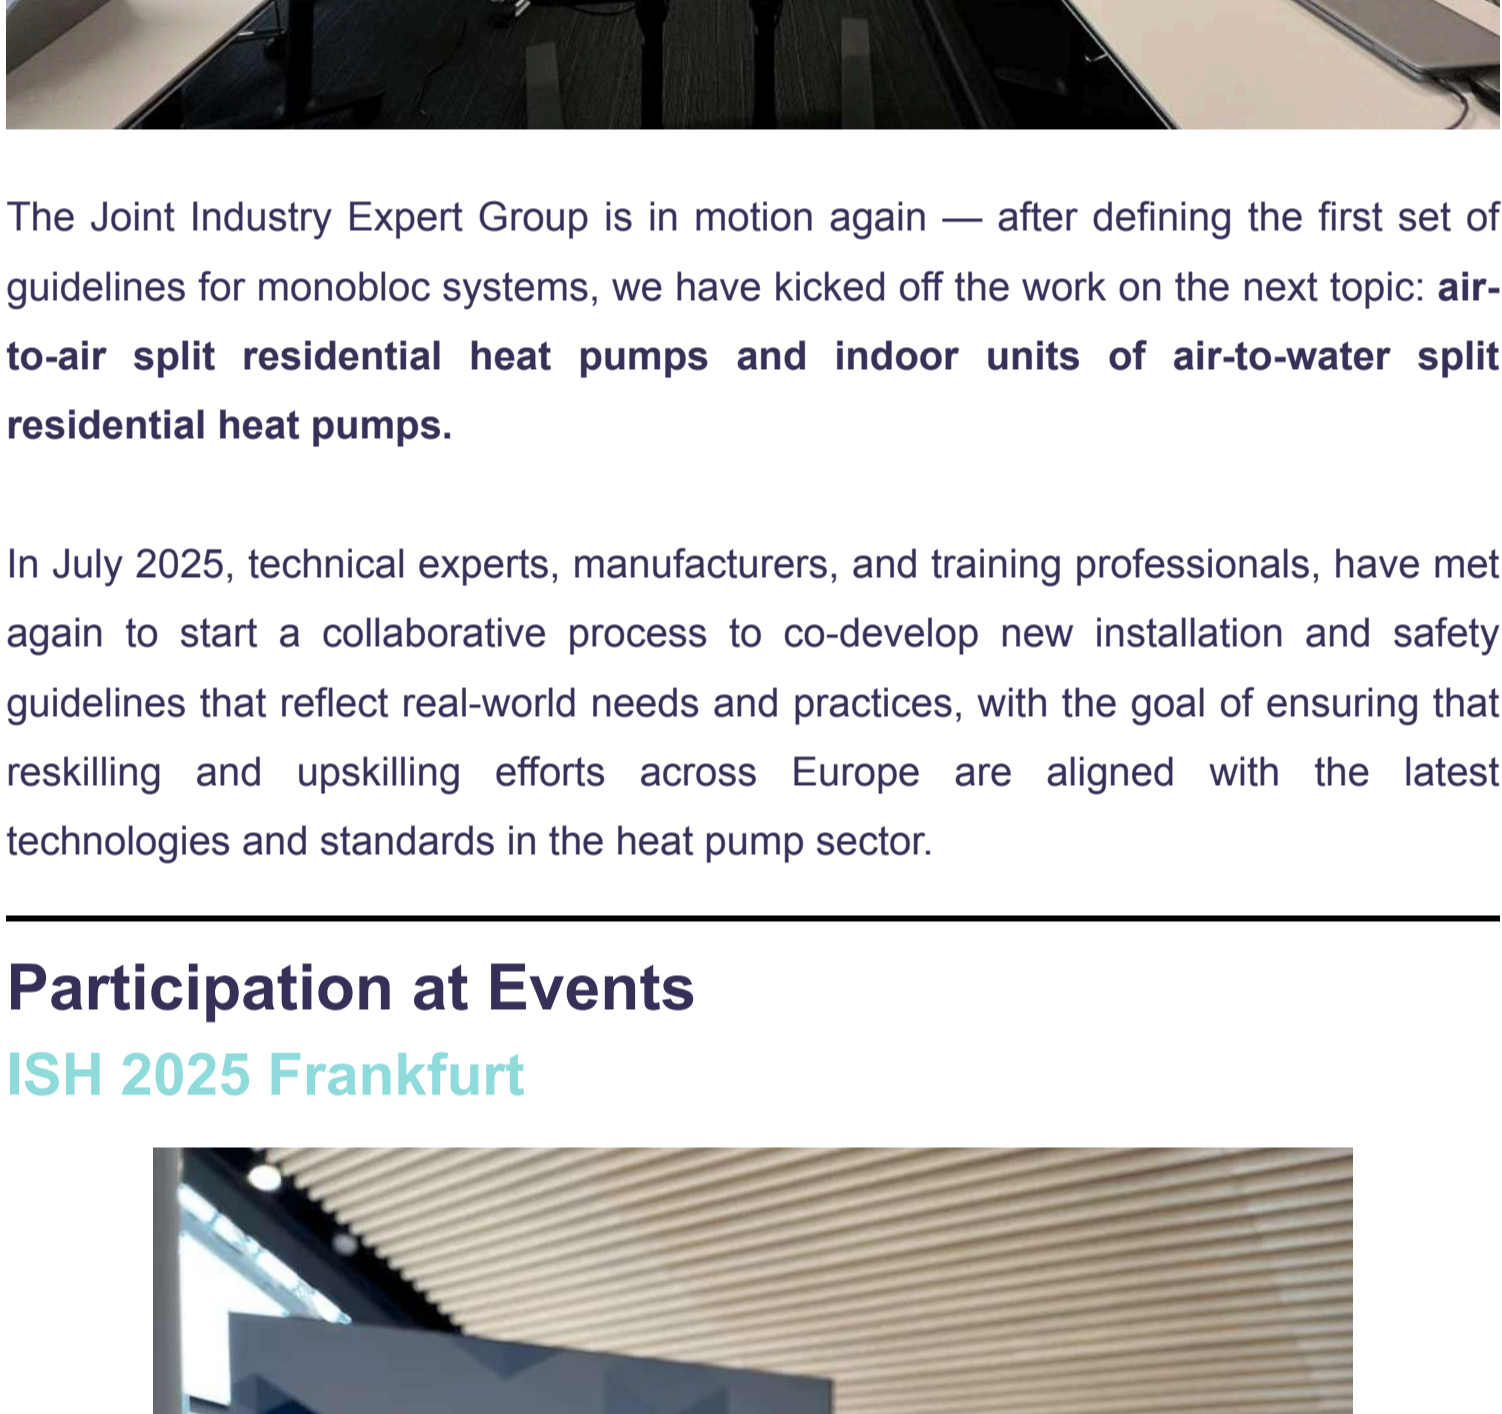 The Joint Industry Expert Group is in motion again — after defining the first set of
guidelines for monobloc systems, we have kicked off the work on the next topic: air-
to-air split residential heat pumps and indoor units of air-to-water split
residential heat pumps.
In July 2025, technical experts, manufacturers, and training professionals, have met
again to start a collaborative process to co-develop new installation and safety
guidelines that reflect real-world needs and practices, with the goal of ensuring that
reskilling and upskilling efforts across Europe are aligned with the latest
technologies and standards in the heat pump sector.
Participation at Events
ISH 2025 Frankfurt